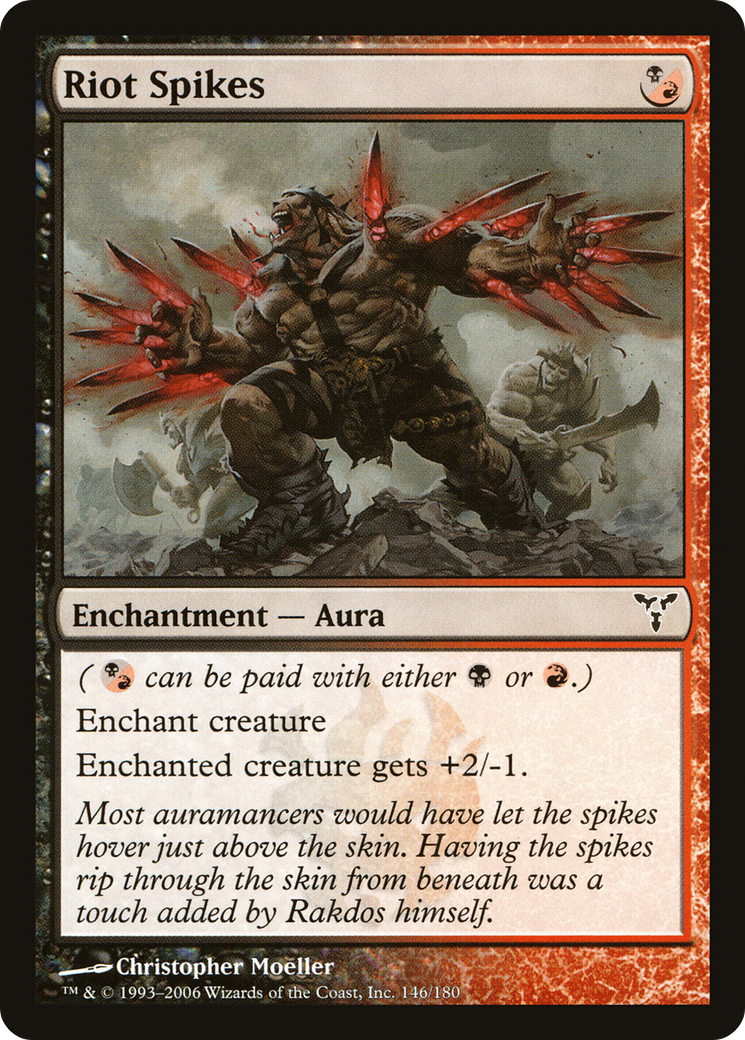 Riot Spikes
Enchantment — Aura
( can be paid with either or .)
Enchant creature
Enchanted creature gets +2/-1.
Most auramancers would have let the spikes
hover just above the skin. Having the spikes
rip through the skin from beneath was a
touch added by Rakdos himself.
Christopher Moeller
™ & © 1993–2006 Wizards of the Coast, Inc. 146/180